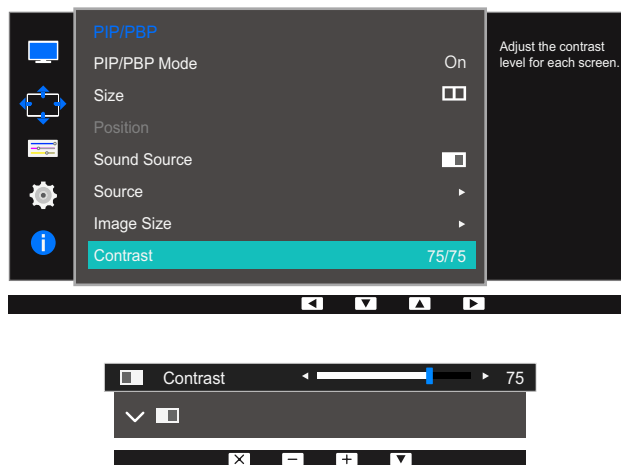 PIP/PBP
PIP/PBP Mode On
Size
Position
Sound Source
Source
Image Size
Contrast 75/75
Adjust the contrast
level for each screen.
Contrast 75